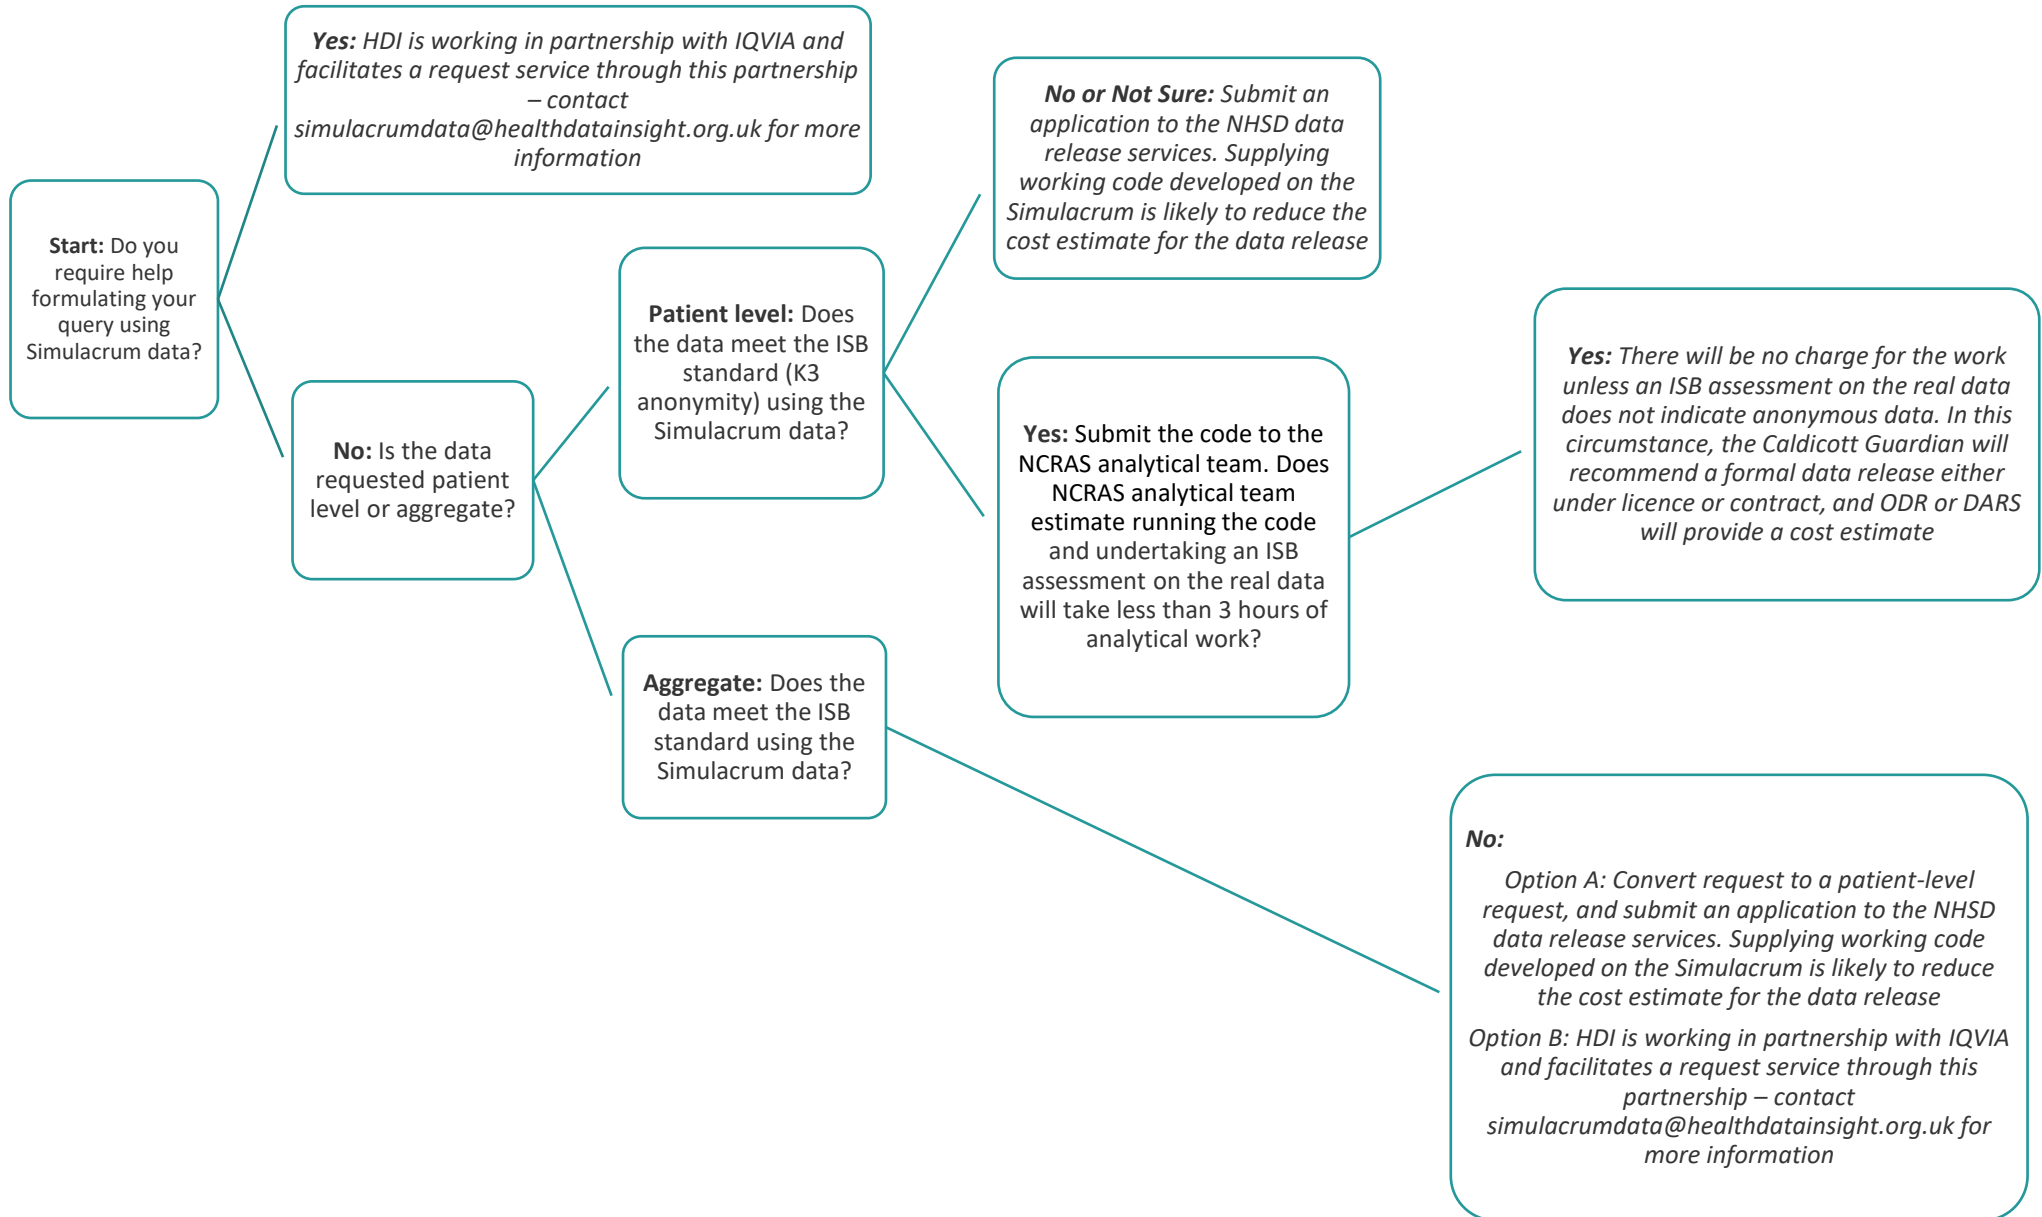 Yes: HDI is working in partnership with IQVIA and
facilitates a request service through this partnership
– contact
simulacrumdata@healthdatainsight.org.uk for more
information
Start: Do you
require help
formulating your
query using
Simulacrum data?
No: Is the data
requested patient
level or aggregate?
Patient level: Does
the data meet the ISB
standard (K3
anonymity) using the
Simulacrum data?
Aggregate: Does the
data meet the ISB
standard using the
Simulacrum data?
No or Not Sure: Submit an
application to the NHSD data
release services. Supplying
working code developed on the
Simulacrum is likely to reduce the
cost estimate for the data release
Yes: Submit the code to the
NCRAS analytical team. Does
NCRAS analytical team
estimate running the code
and undertaking an ISB
assessment on the real data
will take less than 3 hours of
analytical work?
Yes: There will be no charge for the work
unless an ISB assessment on the real data
does not indicate anonymous data. In this
circumstance, the Caldicott Guardian will
recommend a formal data release either
under licence or contract, and ODR or DARS
will provide a cost estimate
No:
Option A: Convert request to a patient-level
request, and submit an application to the NHSD
data release services. Supplying working code
developed on the Simulacrum is likely to reduce
the cost estimate for the data release
Option B: HDI is working in partnership with IQVIA
and facilitates a request service through this
partnership – contact
simulacrumdata@healthdatainsight.org.uk for
more information